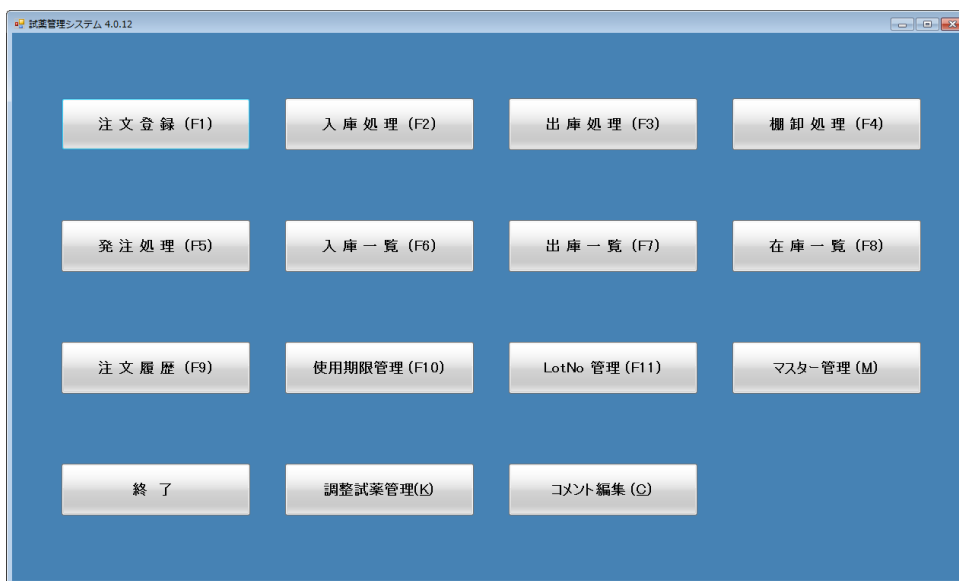 試薬管理システム 4.0.12
注 文 登 録 (F1)
入 庫 処 理 (F2)
出 庫 処 理 (F3)
棚 卸 処 理 (F4)
発 注 処 理 (F5)
入 庫 一 覧 (F6)
出 庫 一 覧 (F7)
在 庫 一 覧 (F8)
注 文 履 歴 (F9)
使用期限管理 (F10)
LotNo 管理 (F11)
マスター管理 (M)
終 了
調整試薬管理(K)
コメント編集 (C)